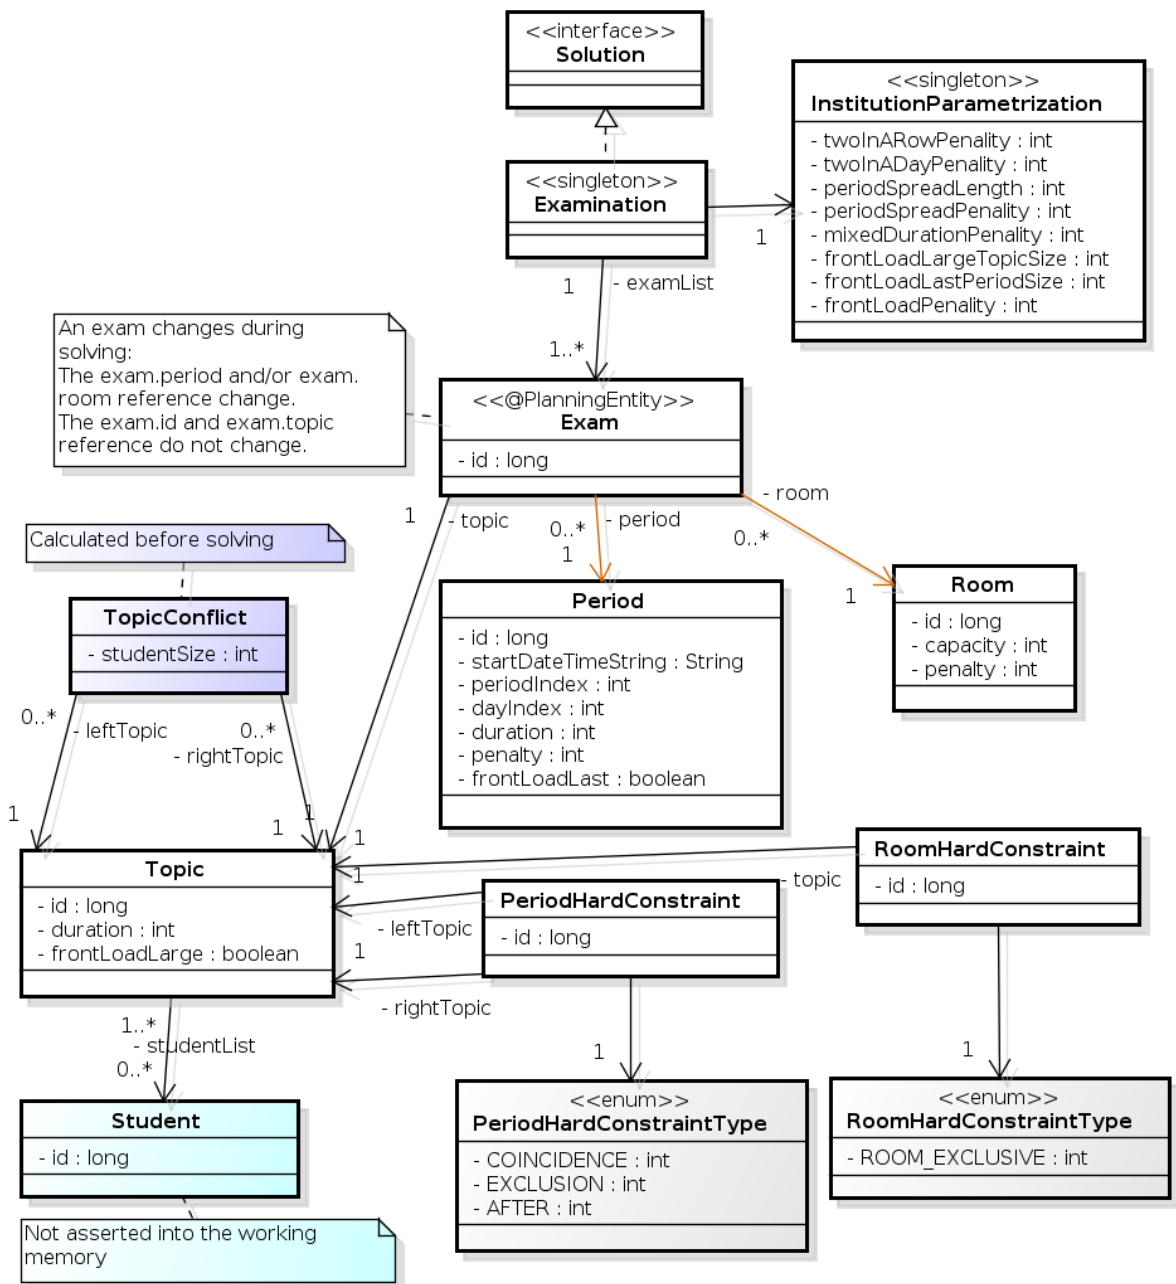 <<interface>>
Solution
<<singleton>>
InstitutionParametrization
- twoInARowPenality : int
- twoInADayPenality : int
- periodSpreadLength : int
- periodSpreadPenality : int
- mixedDurationPenality : int
- frontLoadLargeTopicSize : int
- frontLoadLastPeriodSize : int
- frontLoadPenality : int
<<singleton>>
Examination
1
1
- examList
1..*
An exam changes during
solving:
The exam.period and/or exam.
room reference change.
The exam.id and exam.topic
reference do not change.
<<@PlanningEntity>>
Exam
- id : long
1
- topic
0..*
- period
1
- room
0..*
1
Calculated before solving
TopicConflict
- studentSize : int
0..*
- leftTopic
0..*
- rightTopic
1
1
1
1
Period
- id : long
- startDateTimeString : String
- periodIndex : int
- dayIndex : int
- duration : int
- penalty : int
- frontLoadLast : boolean
Room
- id : long
- capacity : int
- penalty : int
Topic
- id : long
- duration : int
- frontLoadLarge : boolean
1
- leftTopic
1
- rightTopic
- topic
PeriodHardConstraint
- id : long
RoomHardConstraint
- id : long
1..*
- studentList
0..*
1
1
Student
- id : long
Not asserted into the working
memory
<<enum>>
PeriodHardConstraintType
- COINCIDENCE : int
- EXCLUSION : int
- AFTER : int
<<enum>>
RoomHardConstraintType
- ROOM_EXCLUSIVE : int